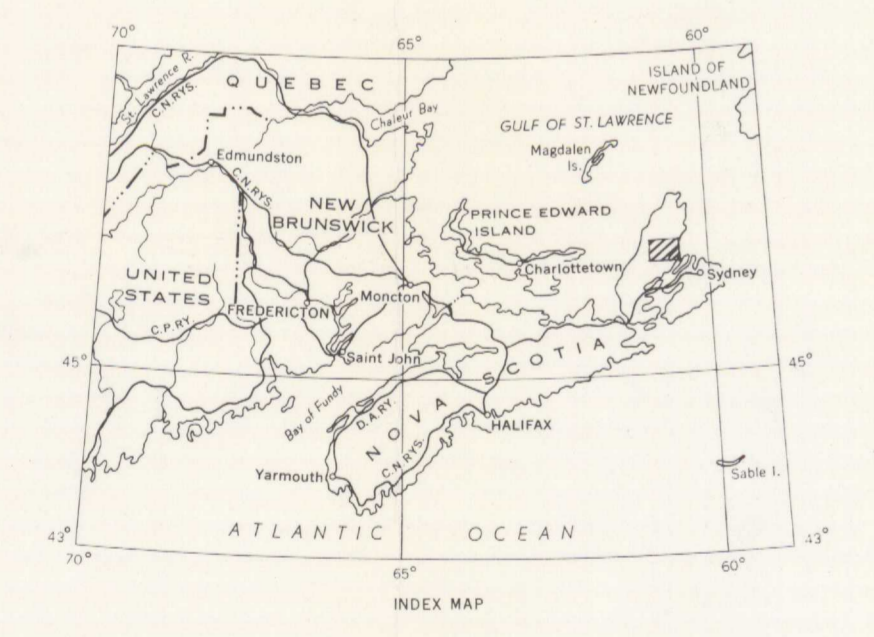 70°
65°
60°
St. Lawrence R.
C.N.RYS.
QUEBEC
Chaleur Bay
ISLAND OF
NEWFOUNDLAND
GULF OF ST. LAWRENCE
Magdalen
Is.
Edmundston
C.N.RYS.
NEW
BRUNSWICK
PRINCE EDWARD
ISLAND
Charlottetown
Sydney
UNITED
STATES
C.P.RY.
FREDERICTON
Moncton
Saint John
45°
45°
Bay of Fundy
D.A.RY.
NOVA SCOTIA
C.N.RYS.
HALIFAX
Yarmouth
Sable I.
ATLANTIC OCEAN
43°
43°
70°
65°
60°
INDEX MAP